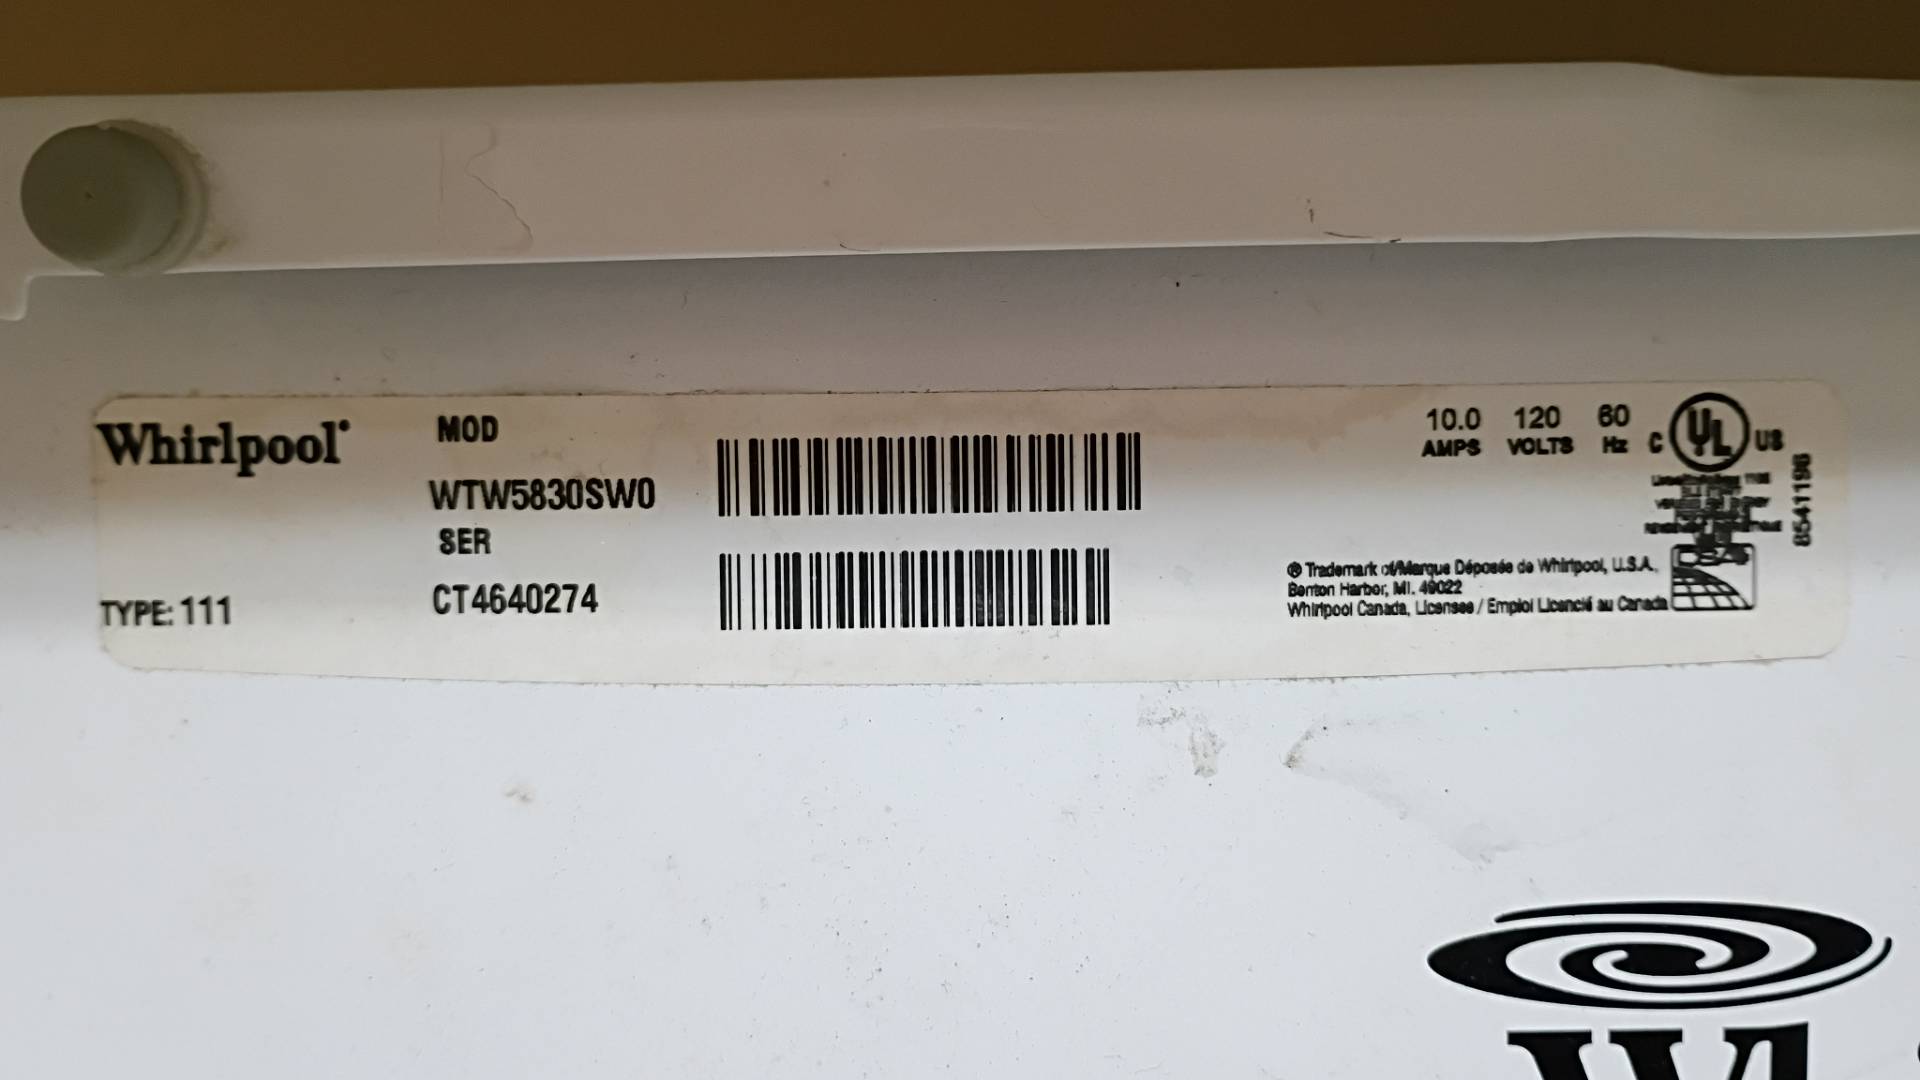 Whirlpool
MOD
WTW5830SW0
SER
CT4640274
TYPE: 111
10.0 120 60
AMPS VOLTS Hz
C UL US
8541198
® Trademark of/Marque Déposée de Whirlpool, U.S.A.
Benton Harbor, MI. 49022
Whirlpool Canada, Licensee / Emploi Licencié au Canada